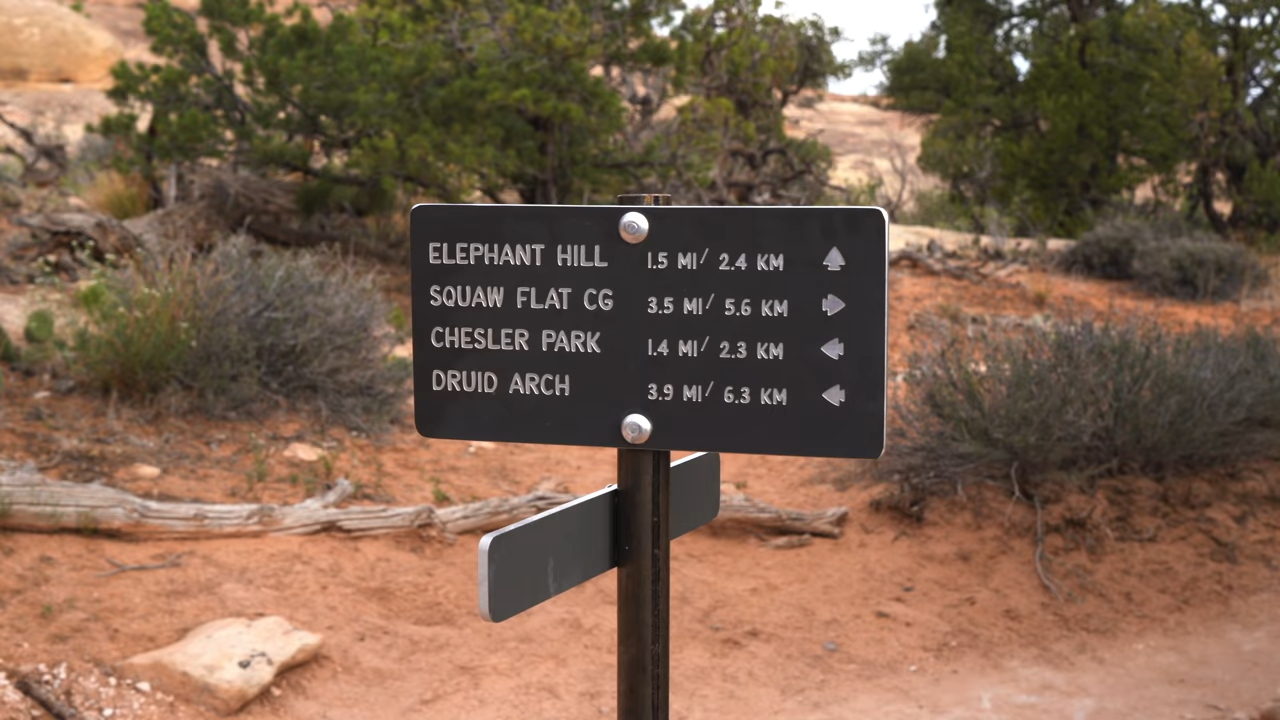 ELEPHANT HILL 1.5 MI/ 2.4 KM
SQUAW FLAT CG 3.5 MI/ 5.6 KM
CHESLER PARK 1.4 MI/ 2.3 KM
DRUID ARCH 3.9 MI/ 6.3 KM